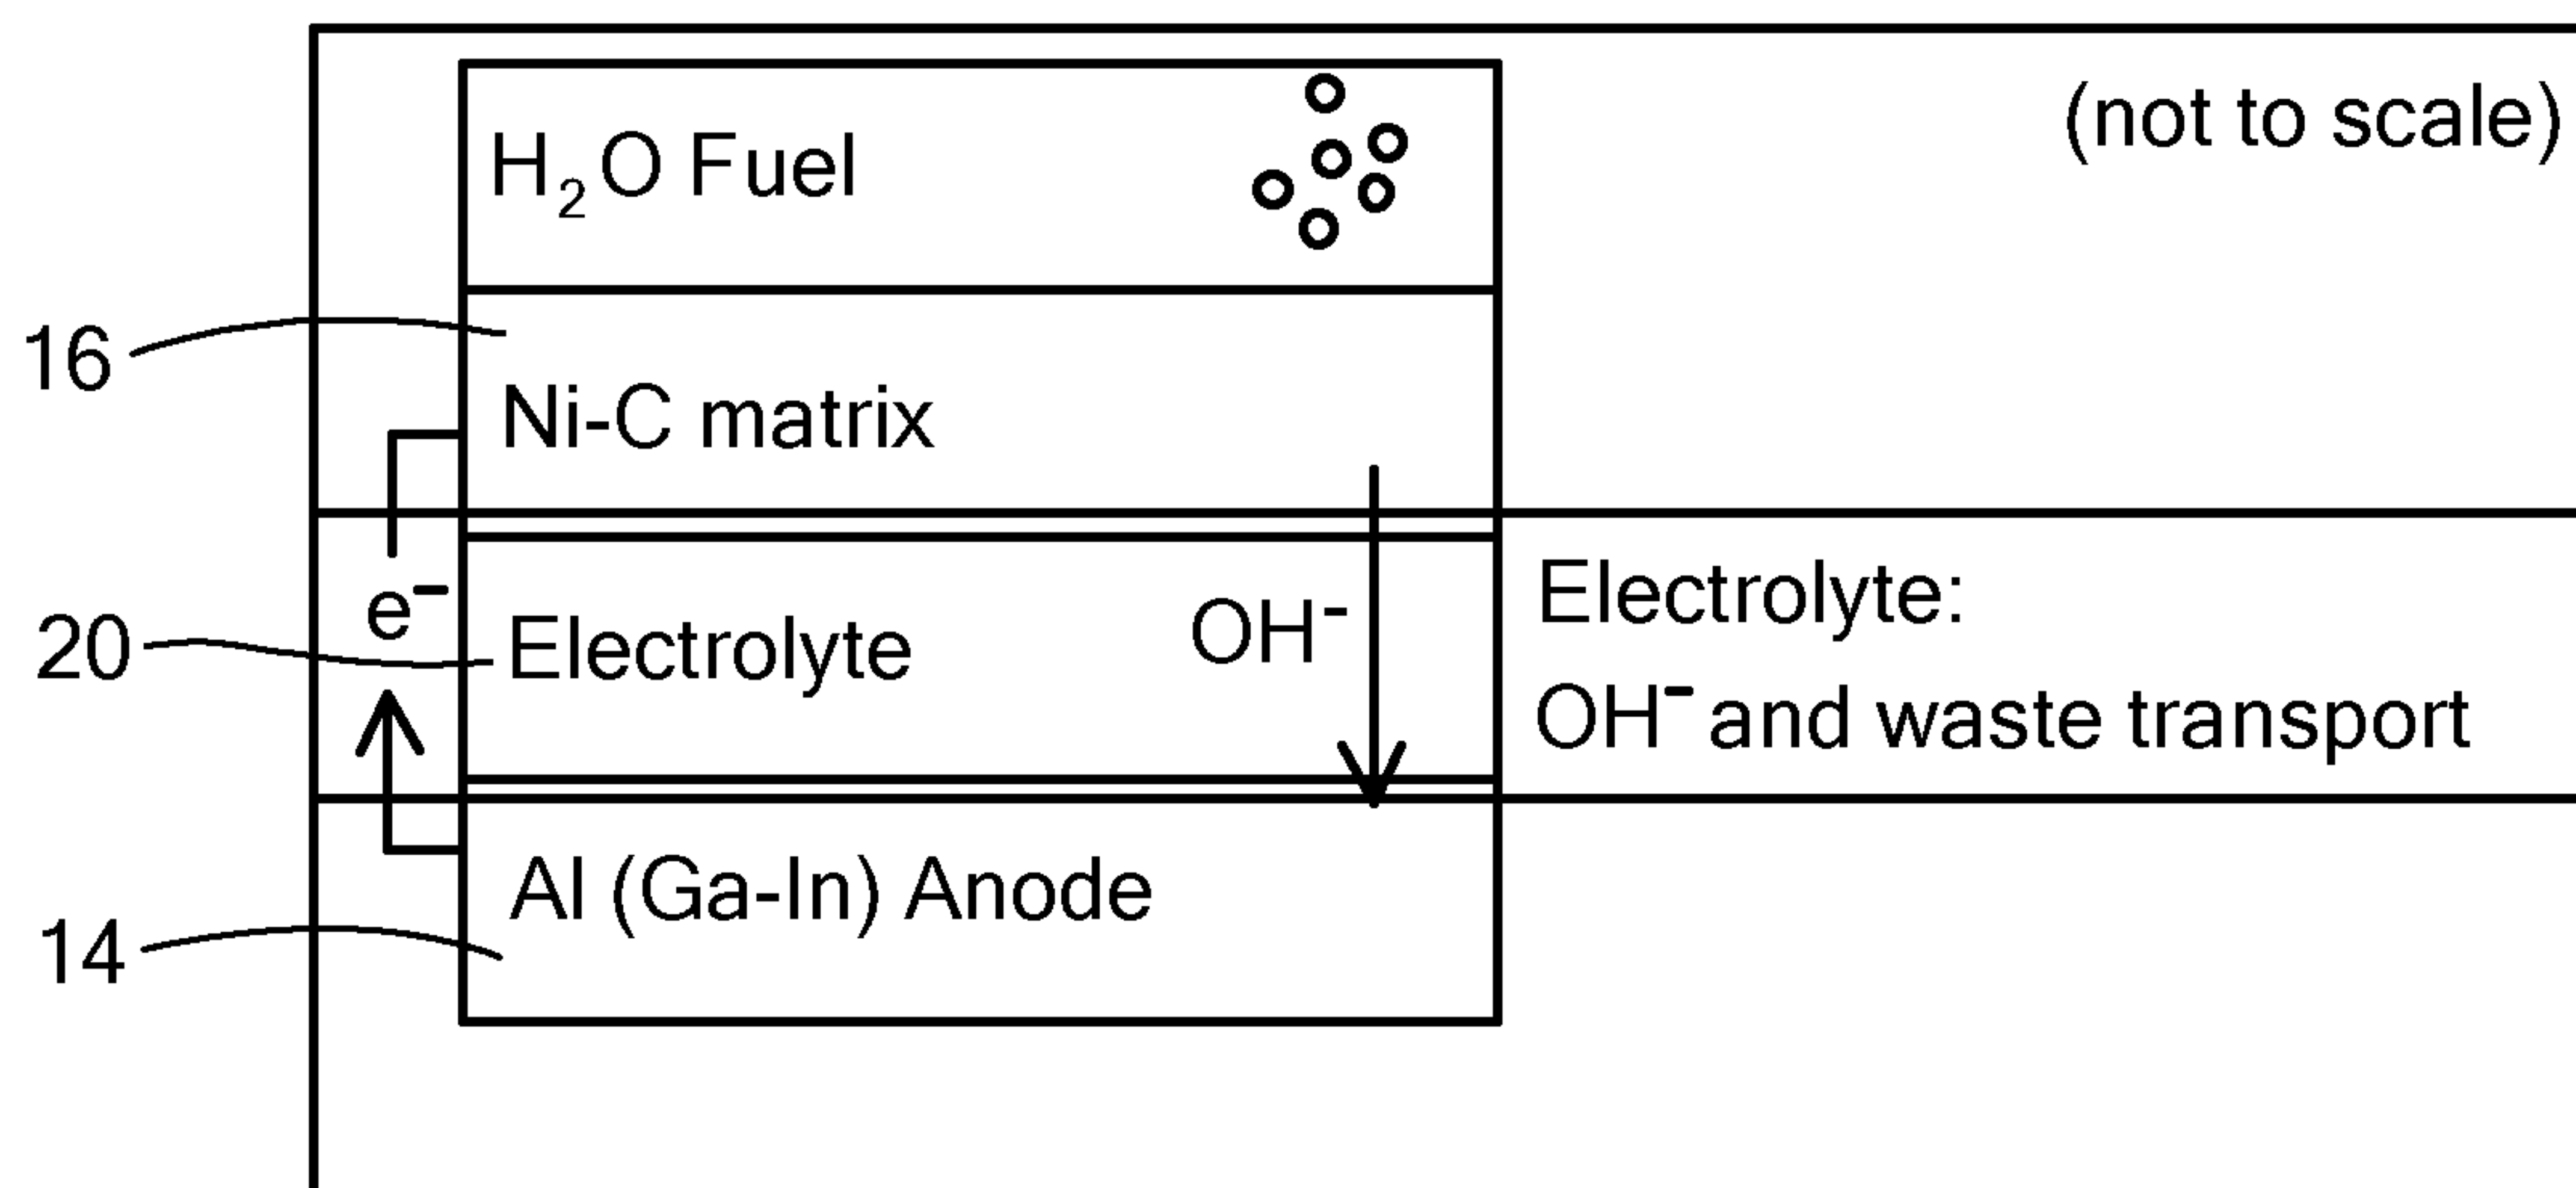 (not to scale)
H₂O Fuel
16
Ni-C matrix
e⁻
20
Electrolyte
OH⁻
Electrolyte:
OH⁻ and waste transport
Al (Ga-In) Anode
14